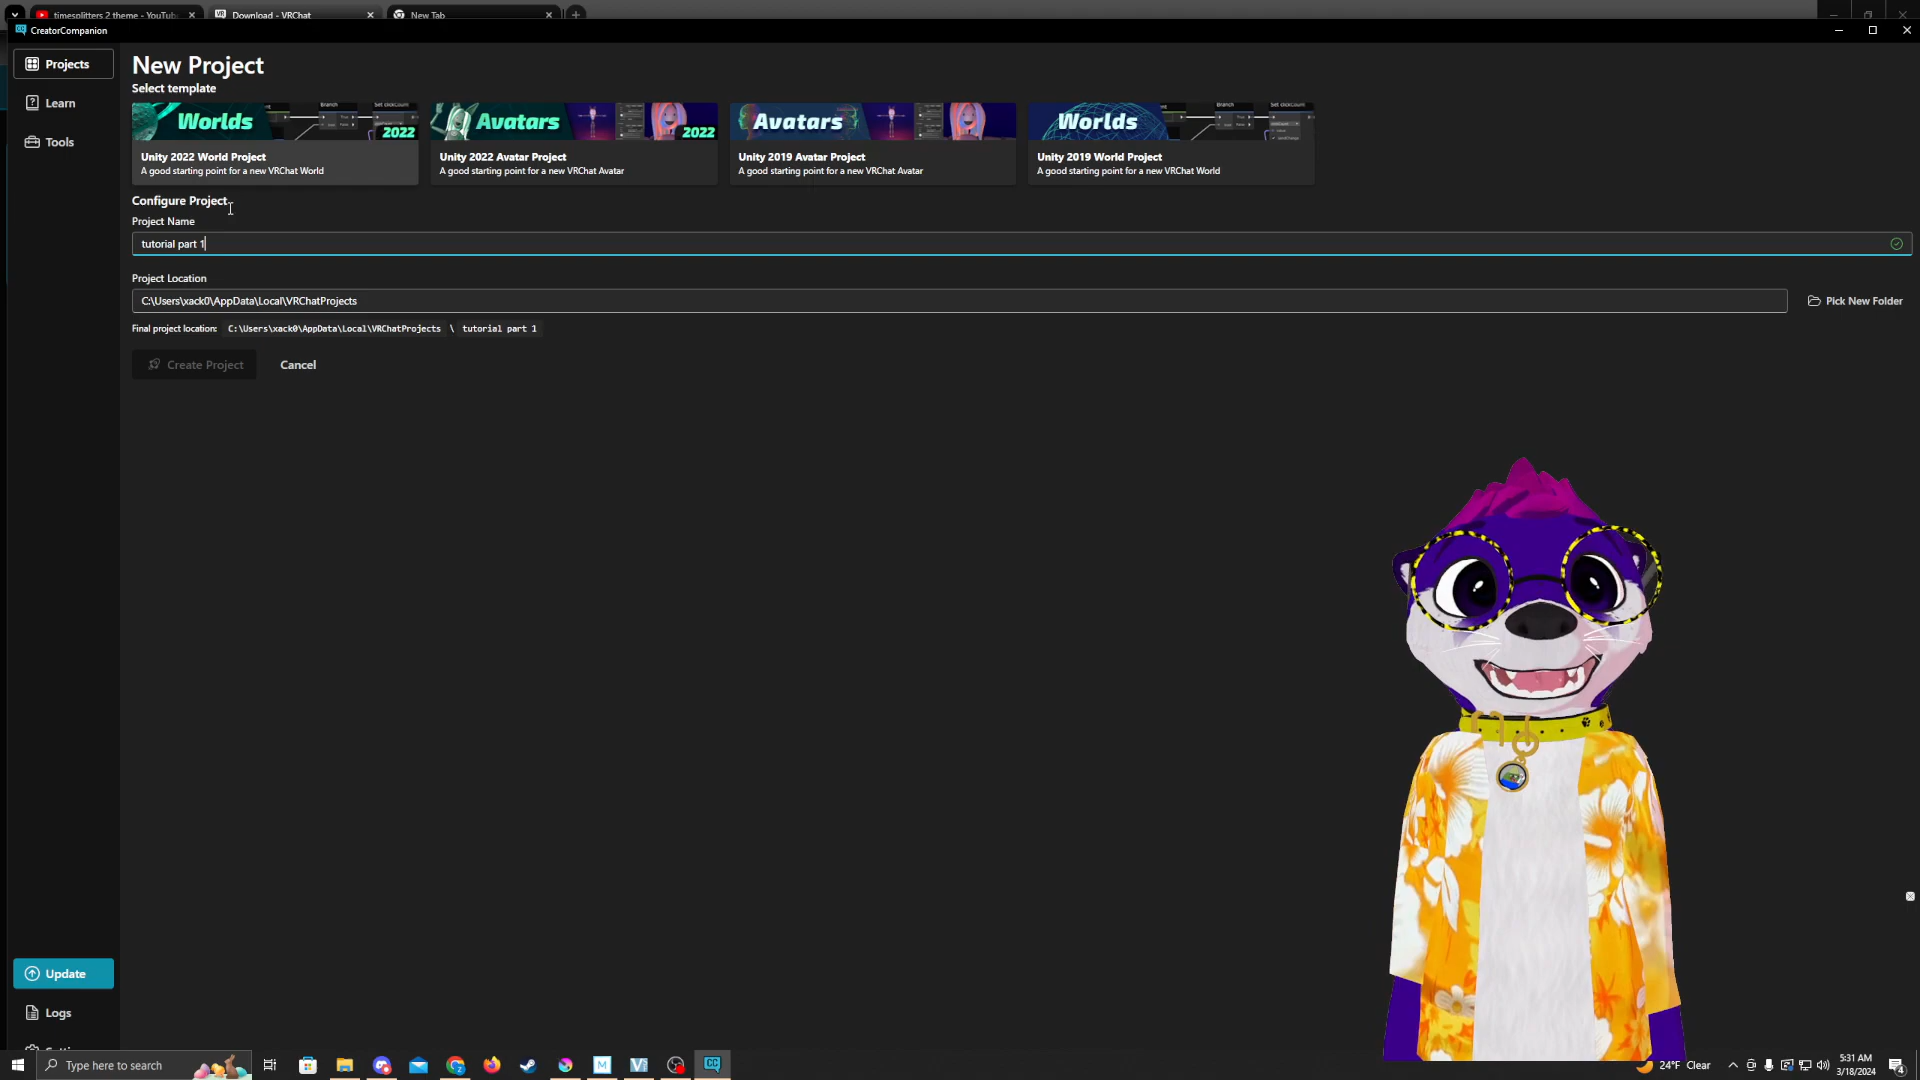 timesplitters 2 theme - YouTub
Download - VRChat
New Tab
CreatorCompanion
Projects
Learn
Tools
New Project
Select template
Worlds
2022
Unity 2022 World Project
A good starting point for a new VRChat World
Avatars
2022
Unity 2022 Avatar Project
A good starting point for a new VRChat Avatar
Avatars
Unity 2019 Avatar Project
A good starting point for a new VRChat Avatar
Worlds
Unity 2019 World Project
A good starting point for a new VRChat World
Configure Project
Project Name
tutorial part 1
Project Location
C:\Users\xack0\AppData\Local\VRChatProjects
Pick New Folder
Final project location: C:\Users\xack0\AppData\Local\VRChatProjects \ tutorial part 1
Create Project
Cancel
Update
Logs
Type here to search
24°F Clear
5:31 AM
3/18/2024